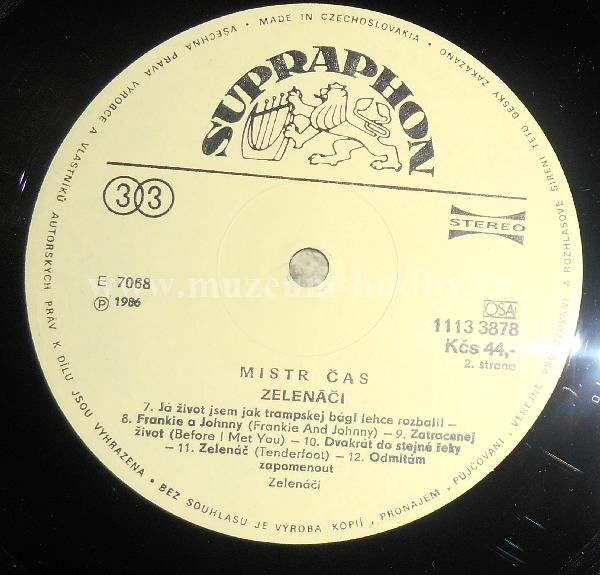 VŠECHNA PRÁVA VÝROBCE A VLASTNÍKŮ AUTORSKÝCH PRÁV K DÍLU JSOU VYHRAZENA • BEZ SOUHLASU JE VÝROBA KOPIÍ, PRONÁJEM, PŮJČOVÁNÍ, VEŘEJNÉ PROVOZOVÁNÍ A ROZHLASOVÉ ŠÍŘENÍ TÉTO DESKY ZAKÁZÁNO • MADE IN CZECHOSLOVAKIA •
SUPRAPHON
33
STEREO
E 7068
Ⓟ 1986
www.muzeum-hudby.cz
OSA
1113 3878
Kčs 44,-
2. strana
MISTR ČAS
ZELENÁČI
7. Já život jsem jak trampskej bágl lehce rozbalil –
8. Frankie a Johnny (Frankie And Johnny) – 9. Zatracenej
život (Before I Met You) – 10. Dvakrát do stejné řeky
– 11. Zelenáč (Tenderfoot) – 12. Odmítám
zapomenout
Zelenáči